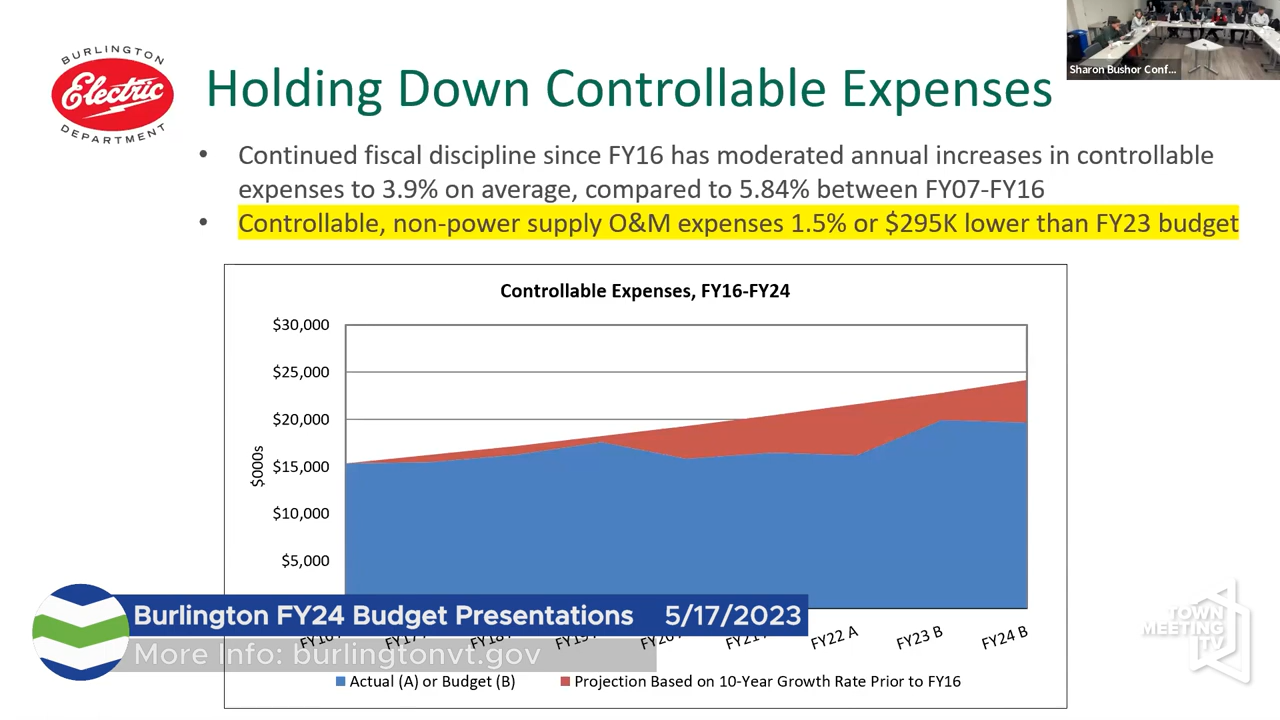 BURLINGTON
Electric
DEPARTMENT
Holding Down Controllable Expenses
Sharon Bushor Conf...
• Continued fiscal discipline since FY16 has moderated annual increases in controllable
expenses to 3.9% on average, compared to 5.84% between FY07-FY16
• Controllable, non-power supply O&M expenses 1.5% or $295K lower than FY23 budget
Controllable Expenses, FY16-FY24
$30,000
$25,000
$20,000
$15,000
$10,000
$5,000
$000s
Burlington FY24 Budget Presentations 5/17/2023
FY22 A
FY23 B
FY24 B
More Info: burlingtonvt.gov
Actual (A) or Budget (B)
Projection Based on 10-Year Growth Rate Prior to FY16
TOWN
MEETING
TV